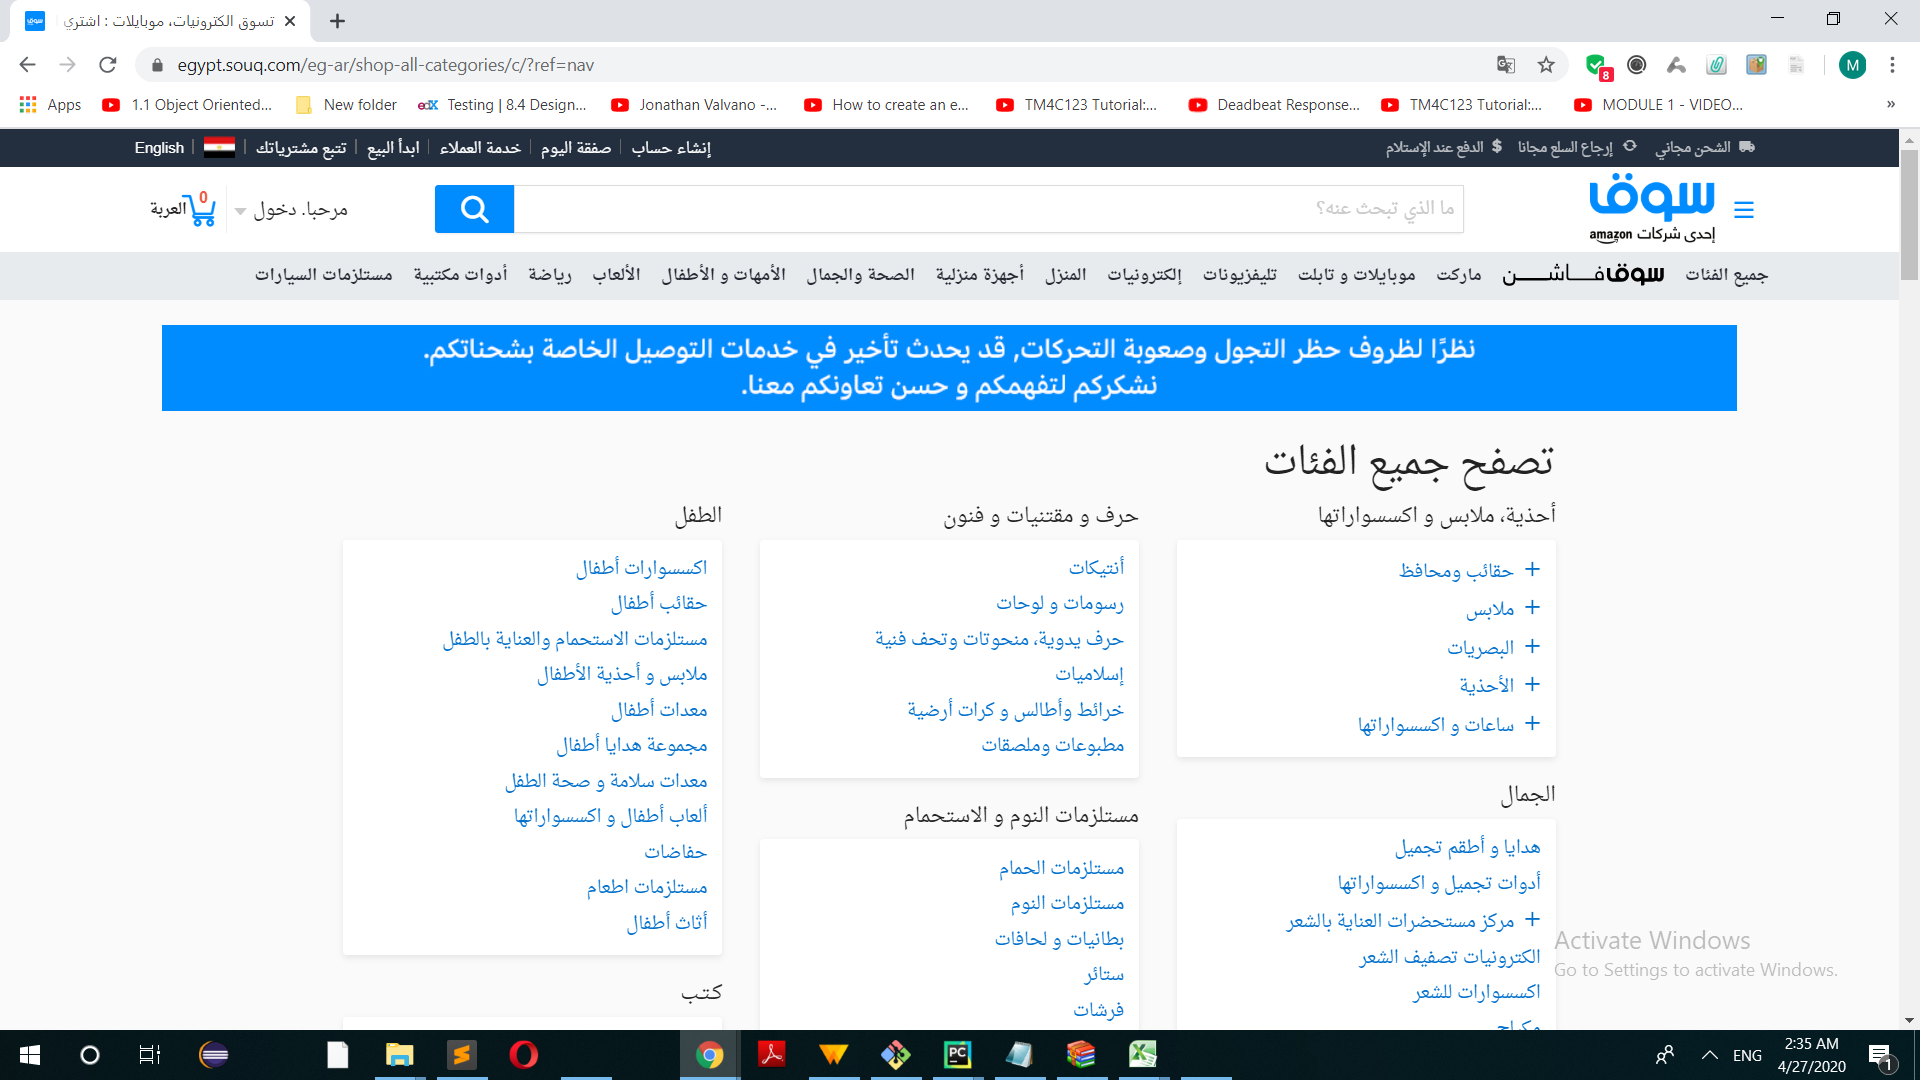 تسوق الكترونيات، موبايلات : اشتري
egypt.souq.com/eg-ar/shop-all-categories/c/?ref=nav
8
M
Apps
1.1 Object Oriented...
New folder
edX Testing | 8.4 Design...
Jonathan Valvano -...
How to create an e...
TM4C123 Tutorial:...
Deadbeat Response...
TM4C123 Tutorial:...
MODULE 1 - VIDEO...
»
الشحن مجاني
إرجاع السلع مجانا
$ الدفع عند الإستلام
إنشاء حساب | صفقة اليوم | خدمة العملاء | ابدأ البيع | تتبع مشترياتك | English
سوق
إحدى شركات amazon
ما الذي تبحث عنه؟
مرحبا. دخول
0 العربة
جميع الفئات سوق فـاشـن ماركت موبايلات و تابلت تليفزيونات إلكترونيات المنزل أجهزة منزلية الصحة والجمال الأمهات و الأطفال الألعاب رياضة أدوات مكتبية مستلزمات السيارات
نظرًا لظروف حظر التجول وصعوبة التحركات, قد يحدث تأخير في خدمات التوصيل الخاصة بشحناتكم.
نشكركم لتفهمكم و حسن تعاونكم معنا.
تصفح جميع الفئات
أحذية، ملابس و اكسسواراتها
+ حقائب ومحافظ
+ ملابس
+ البصريات
+ الأحذية
+ ساعات و اكسسواراتها
الجمال
هدايا و أطقم تجميل
أدوات تجميل و اكسسواراتها
+ مركز مستحضرات العناية بالشعر
الكترونيات تصفيف الشعر
اكسسوارات للشعر
مكياج
حرف و مقتنيات و فنون
أنتيكات
رسومات و لوحات
حرف يدوية، منحوتات وتحف فنية
إسلاميات
خرائط وأطالس و كرات أرضية
مطبوعات وملصقات
مستلزمات النوم و الاستحمام
مستلزمات الحمام
مستلزمات النوم
بطانيات و لحافات
ستائر
فرشات
الطفل
اكسسوارات أطفال
حقائب أطفال
مستلزمات الاستحمام والعناية بالطفل
ملابس و أحذية الأطفال
معدات أطفال
مجموعة هدايا أطفال
معدات سلامة و صحة الطفل
ألعاب أطفال و اكسسواراتها
حفاضات
مستلزمات اطعام
أثاث أطفال
كتب
Activate Windows
Go to Settings to activate Windows.
PC
ENG
2:35 AM
4/27/2020
1